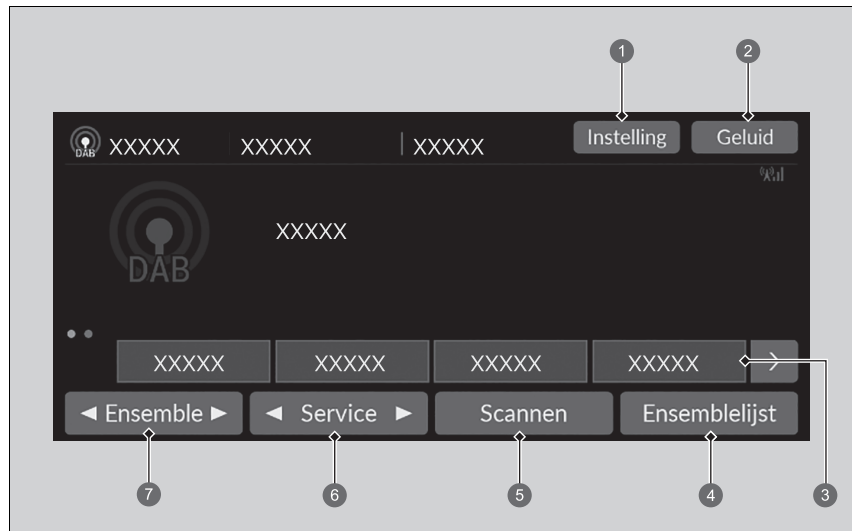 1 2
DAB XXXXX XXXXX XXXXX Instelling Geluid
XXXXX
DAB
XXXXX XXXXX XXXXX XXXXX >
◄ Ensemble ► ◄ Service ► Scannen Ensemblelijst
7 6 5 4 3